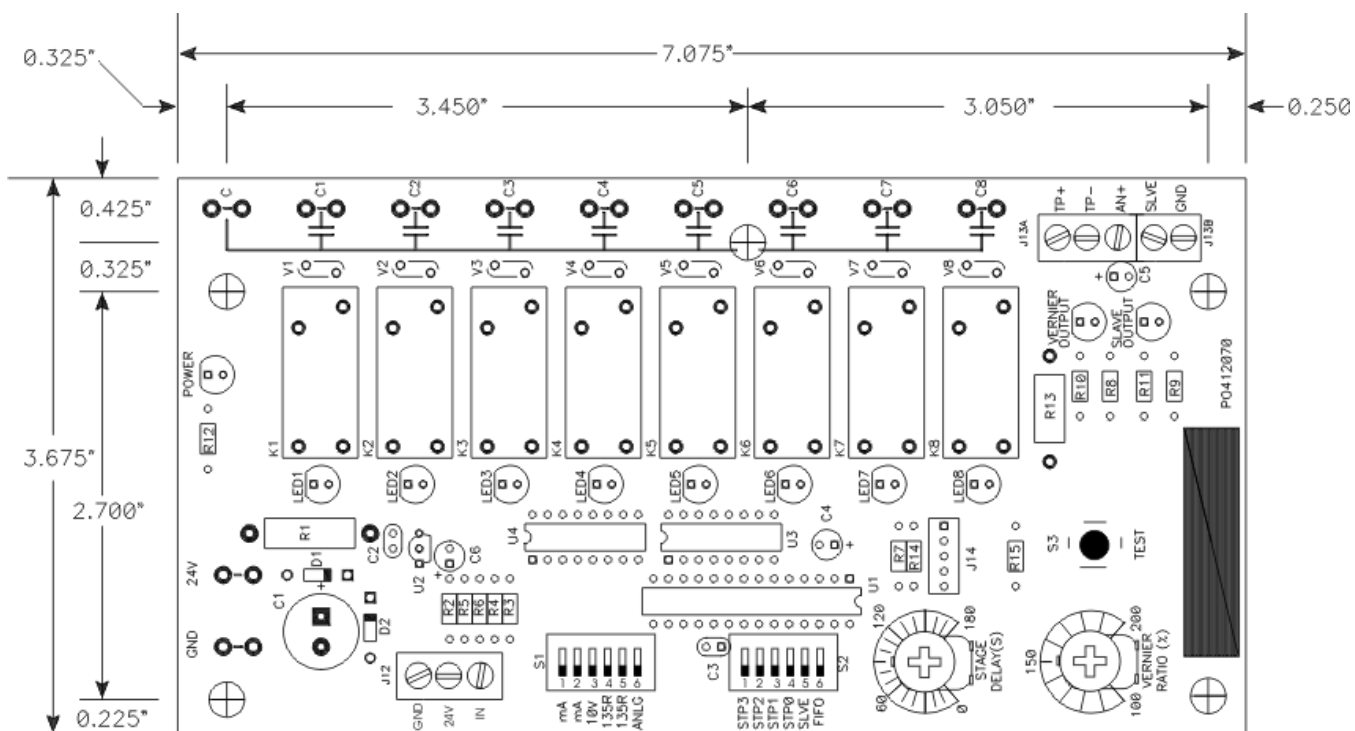 7.075"
0.325"
3.450"
3.050"
0.250
C C1 C2 C3 C4 C5 C6 C7 C8
TP+ TP- AN+ SLVE GND
J13A J13B
0.425"
0.325"
V1 V2 V3 V4 V5 V6 V7 V8
+ C5
VERNIER OUTPUT
SLAVE OUTPUT
POWER
R12
R13 R10 R8 R11 R9
PO412070
K1 K2 K3 K4 K5 K6 K7 K8
3.675"
2.700"
LED1 LED2 LED3 LED4 LED5 LED6 LED7 LED8
R1
C2
U2
+ C6
U4
U3
C4 +
R7 R14
J14
R15
S3
TEST
24V
D1
+
C1
D2
R2 R5 R6 R4 R3
U1
GND
J12
GND 24V IN
S1
1 2 3 4 5 6
mA mA 10V 135R 135R ANLG
C3
S2
1 2 3 4 5 6
STP3 STP2 STP1 STP0 SLVE FIFO
120
180
60
0
STAGE
DELAY(S)
150
200
100
VERNIER
RATIO (%)
0.225"